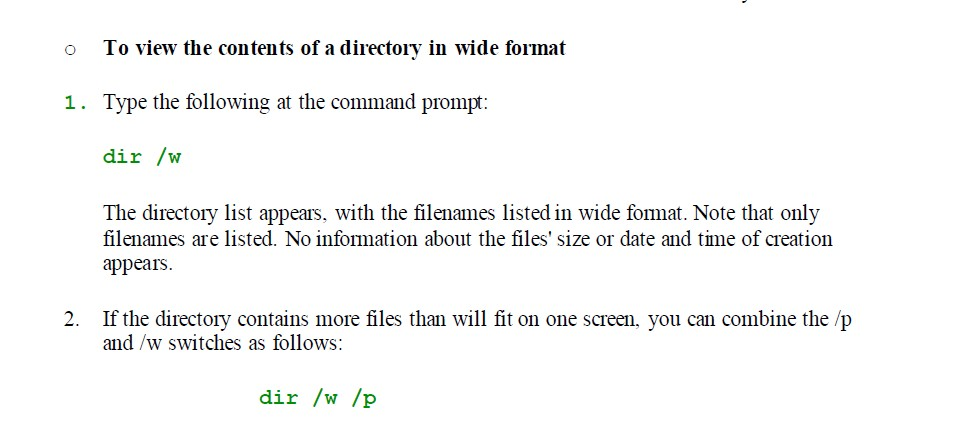 o To view the contents of a directory in wide format
1. Type the following at the command prompt:
dir /w
The directory list appears, with the filenames listed in wide format. Note that only
filenames are listed. No information about the files' size or date and time of creation
appears.
2. If the directory contains more files than will fit on one screen, you can combine the /p
and /w switches as follows:
dir /w /p